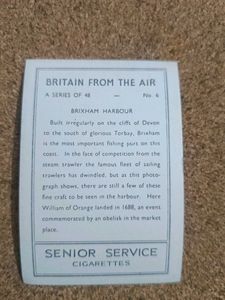 BRITAIN FROM THE AIR
A SERIES OF 48 — No 6
BRIXHAM HARBOUR
Built irregularly on the cliffs of Devon
to the south of glorious Torbay, Brixham
is the most important fishing port on this
coast. In the face of competition from the
steam trawler the famous fleet of sailing
trawlers has dwindled, but as this photo-
graph shows, there are still a few of these
fine craft to be seen in the harbour. Here
William of Orange landed in 1688, an event
commemorated by an obelisk in the market
place.
SENIOR SERVICE
CIGARETTES